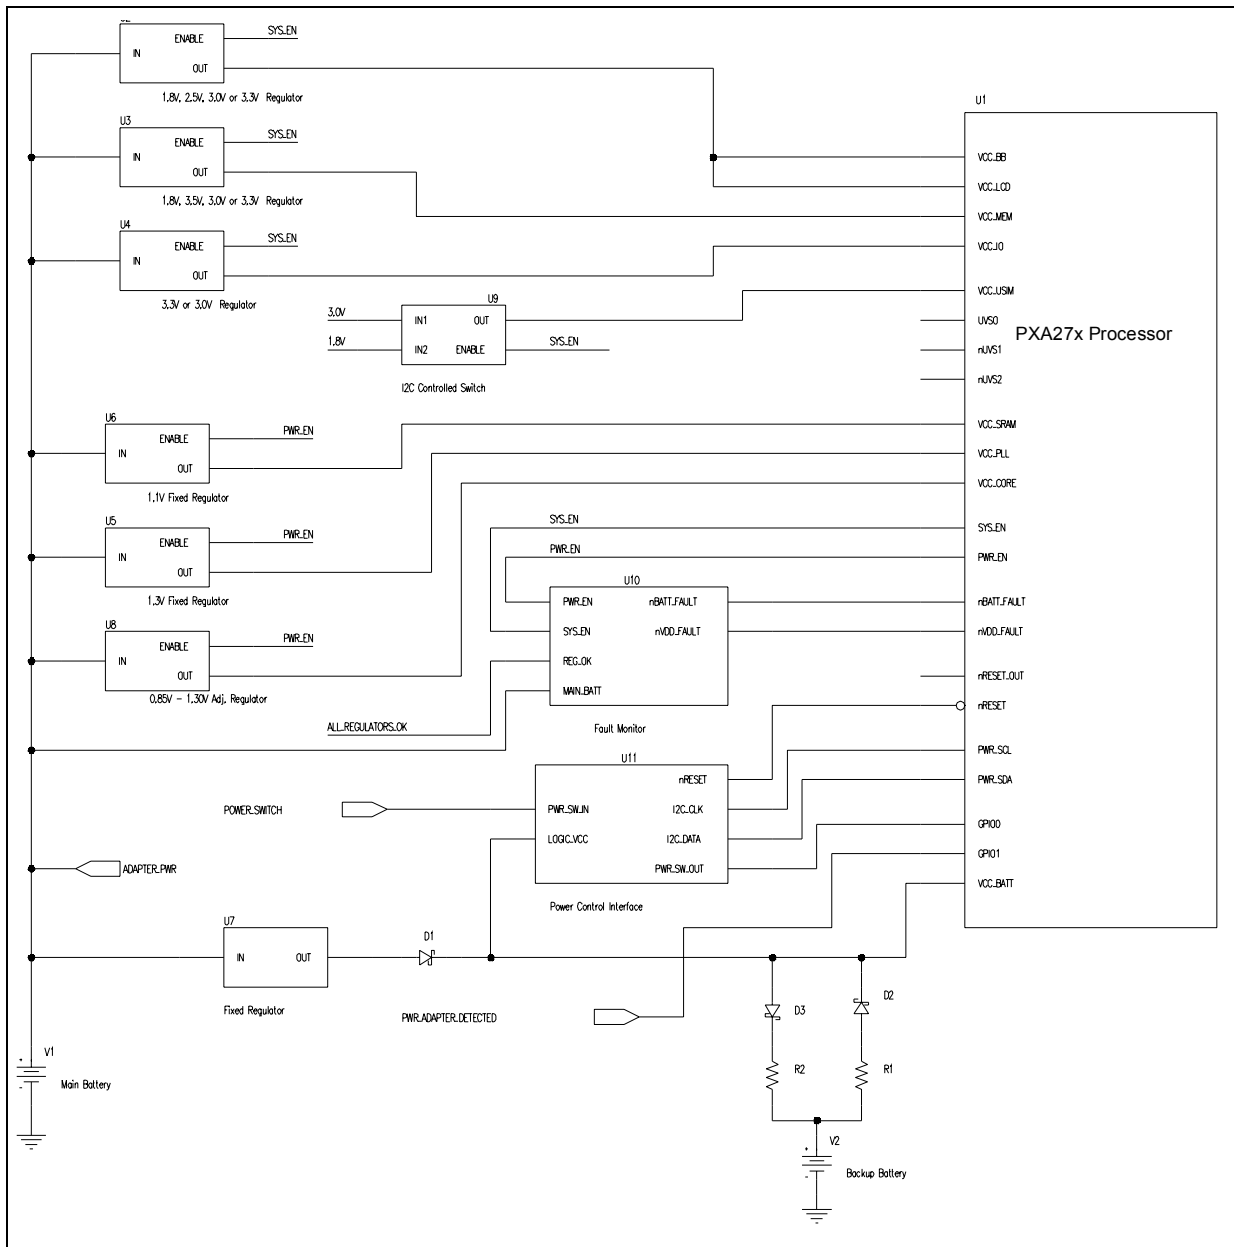 ENABLE
SYS_EN
IN
OUT
1.8V, 2.5V, 3.0V or 3.3V Regulator
U1
U3
ENABLE
SYS_EN
IN
OUT
1.8V, 3.5V, 3.0V or 3.3V Regulator
U4
ENABLE
SYS_EN
IN
OUT
3.3V or 3.0V Regulator
U9
3.0V
IN1
OUT
1.8V
IN2
ENABLE
SYS_EN
I2C Controlled Switch
VCC_BB
VCC_LCD
VCC_MEM
VCC_IO
VCC_USIM
UVS0
PXA27x Processor
nUVS1
nUVS2
VCC_SRAM
VCC_PLL
VCC_CORE
SYS_EN
PWR_EN
nBATT_FAULT
nVDD_FAULT
nRESET_OUT
nRESET
PWR_SCL
PWR_SDA
GPIO0
GPIO1
VCC_BATT
U6
ENABLE
PWR_EN
IN
OUT
1.1V Fixed Regulator
U5
ENABLE
PWR_EN
IN
OUT
1.3V Fixed Regulator
U8
ENABLE
PWR_EN
IN
OUT
0.85V - 1.30V Adj. Regulator
SYS_EN
PWR_EN
U10
PWR_EN
nBATT_FAULT
SYS_EN
nVDD_FAULT
REG_OK
MAIN_BATT
ALL_REGULATORS_OK
Fault Monitor
U11
nRESET
POWER_SWITCH
PWR_SW_IN
I2C_CLK
LOGIC_VCC
I2C_DATA
PWR_SW_OUT
Power Control Interface
ADAPTER_PWR
U7
IN
OUT
Fixed Regulator
D1
PWR_ADAPTER_DETECTED
D3
D2
R2
R1
V1
+
-
Main Battery
V2
+
-
Backup Battery